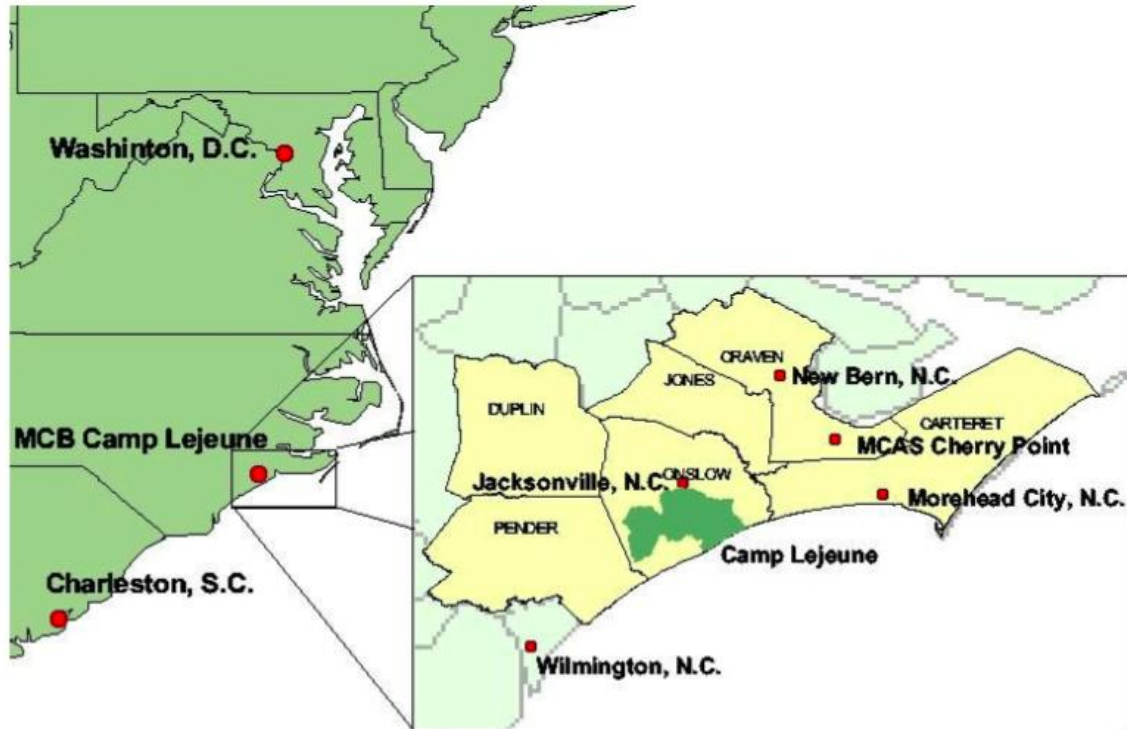 Washinton, D.C.
MCB Camp Lejeune
Charleston, S.C.
CRAVEN
New Bern, N.C.
JONES
DUPLIN
CARTERET
MCAS Cherry Point
Jacksonville, N.C.
ONSLOW
Morehead City, N.C.
PENDER
Camp Lejeune
Wilmington, N.C.